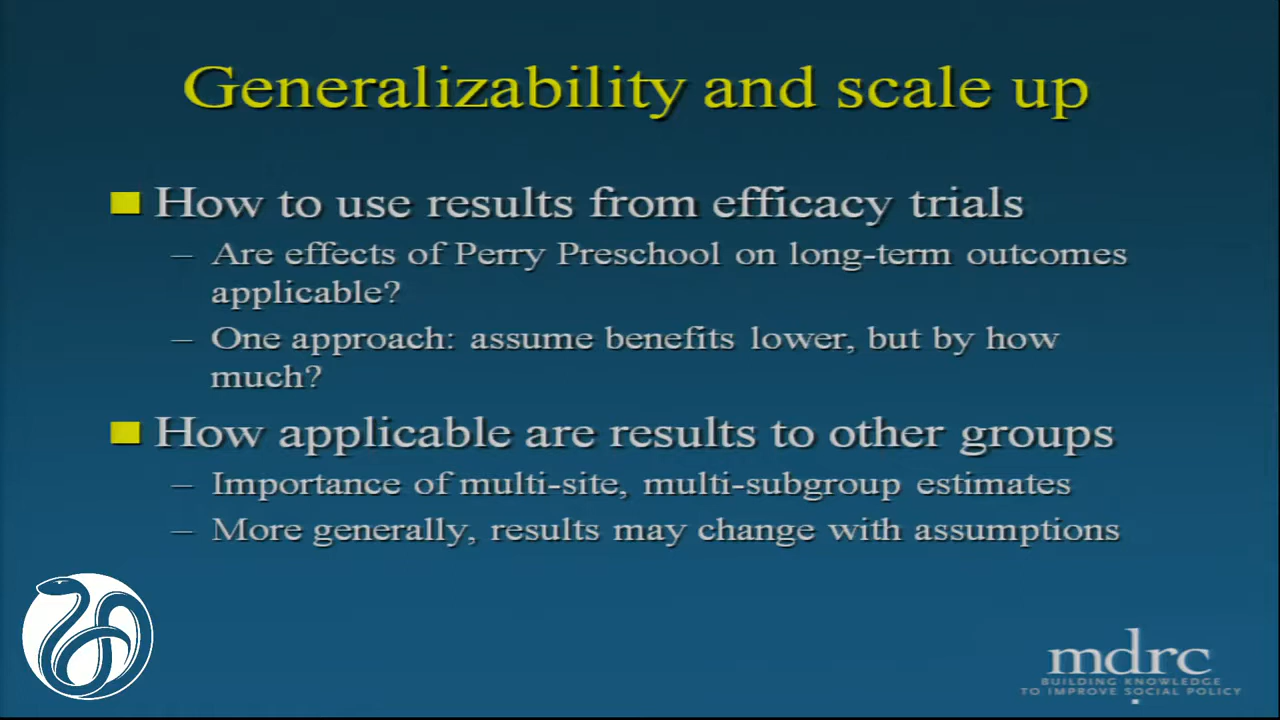 Generalizability and scale up
How to use results from efficacy trials
– Are effects of Perry Preschool on long-term outcomes
applicable?
– One approach: assume benefits lower, but by how
much?
How applicable are results to other groups
– Importance of multi-site, multi-subgroup estimates
– More generally, results may change with assumptions
mdrc
BUILDING KNOWLEDGE
TO IMPROVE SOCIAL POLICY